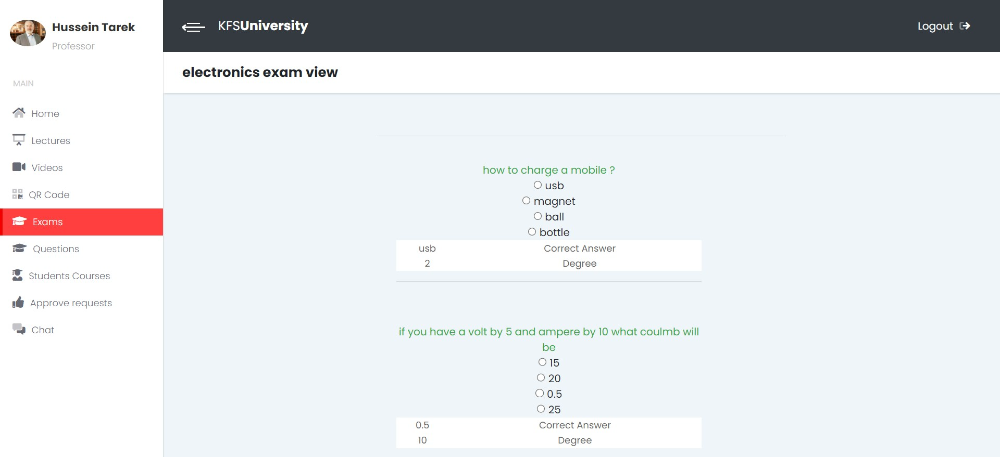 Hussein Tarek
Professor
MAIN
Home
Lectures
Videos
QR Code
Exams
Questions
Students Courses
Approve requests
Chat
KFSUniversity
Logout
electronics exam view
how to charge a mobile ?
usb
magnet
ball
bottle
usb Correct Answer
2 Degree
if you have a volt by 5 and ampere by 10 what coulmb will
be
15
20
0.5
25
0.5 Correct Answer
10 Degree